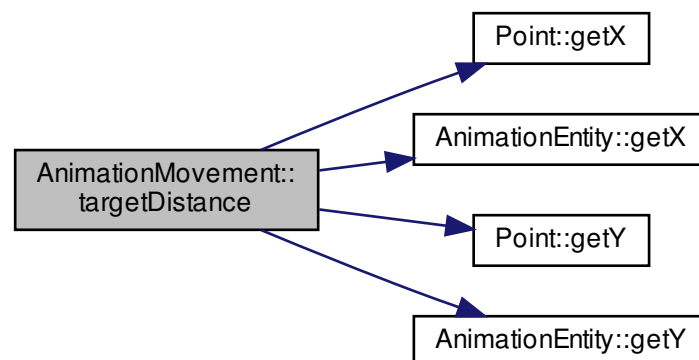 Point::getX
AnimationEntity::getX
AnimationMovement::
targetDistance
Point::getY
AnimationEntity::getY